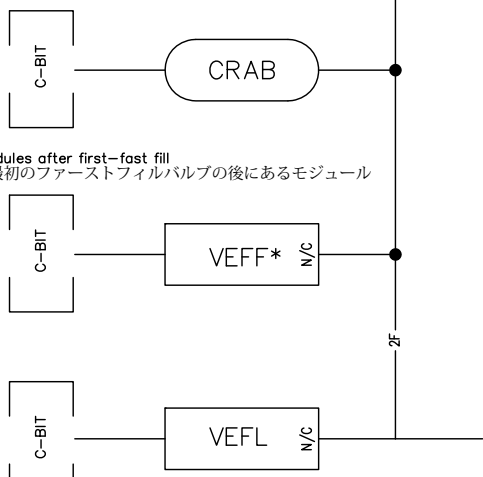 C-BIT
CRAB
dules after first-fast fill
初のファーストフィルバルブの後にあるモジュール
C-BIT
VEFF*
N/C
2F
C-BIT
VEFL
N/C